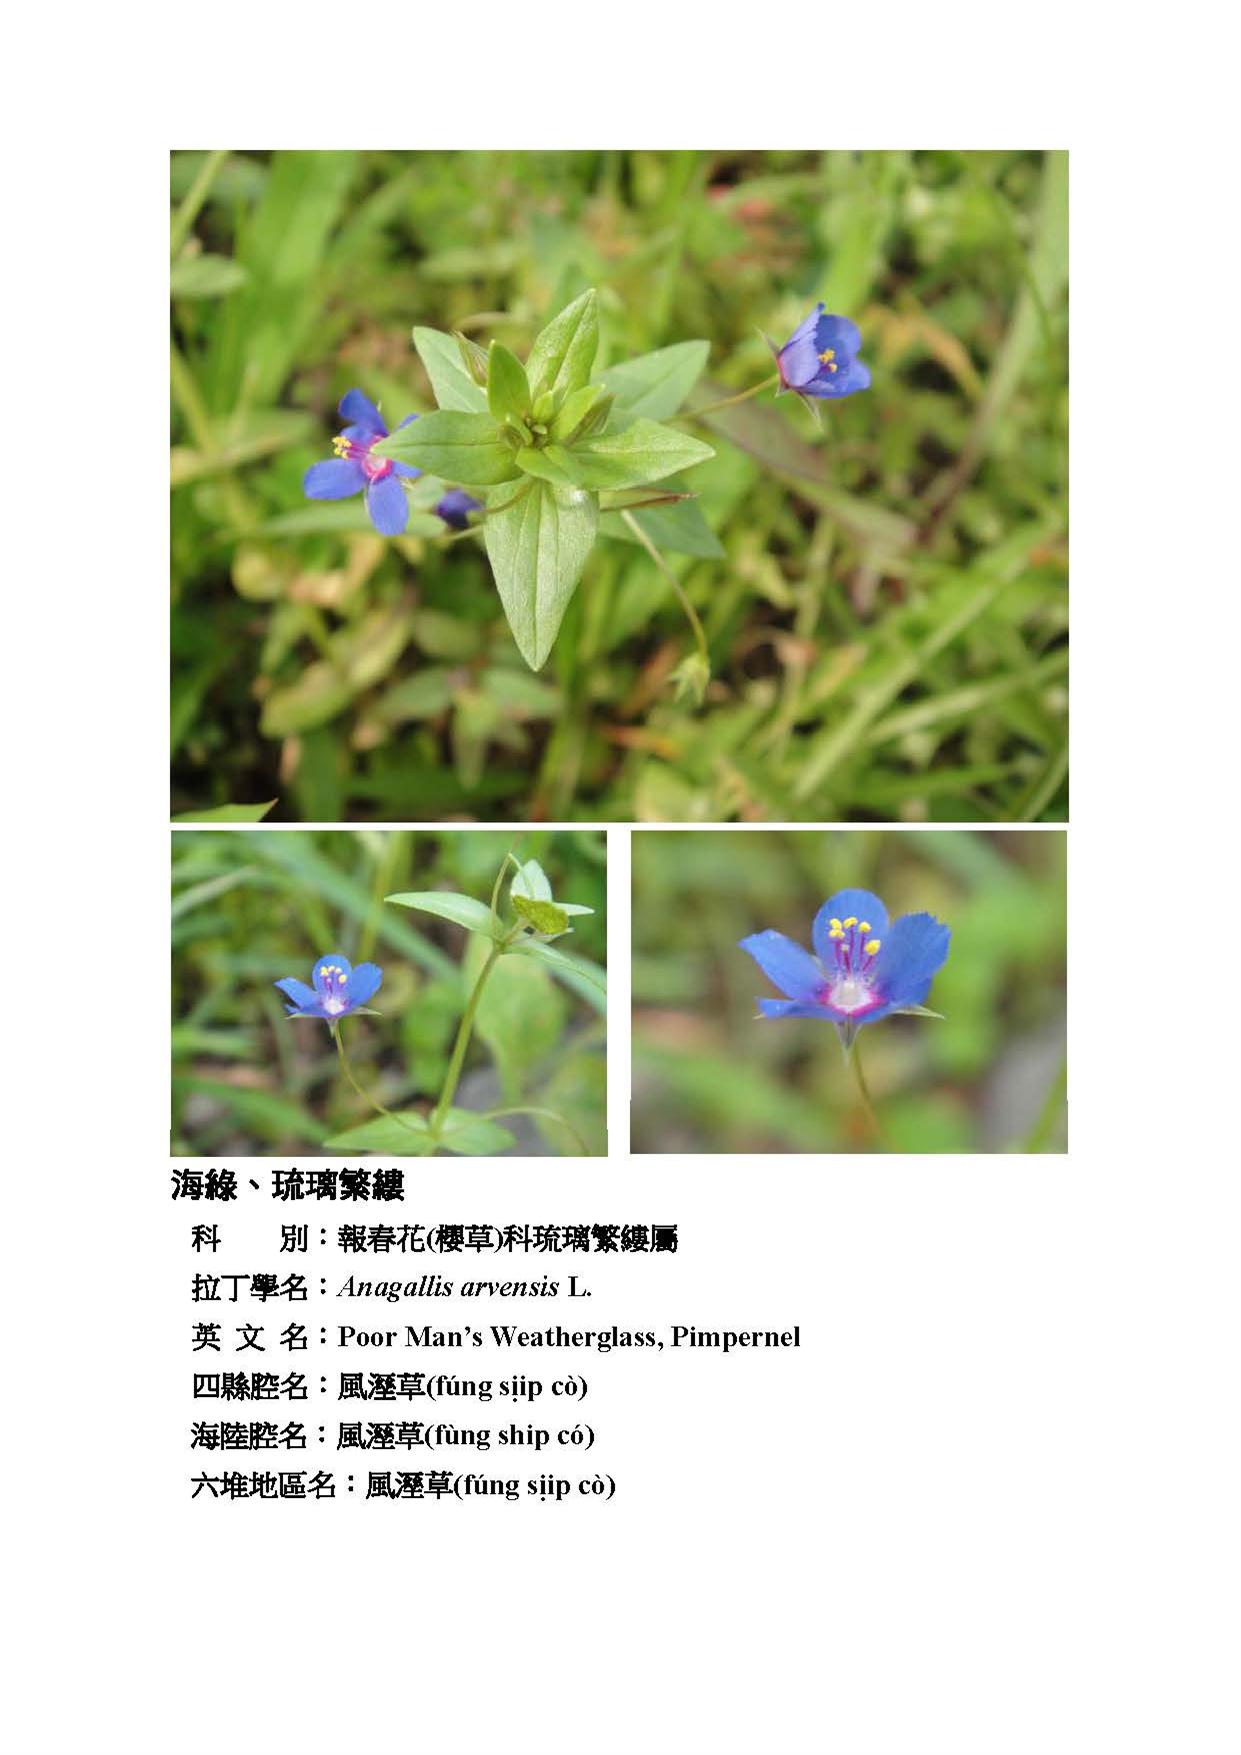 海綠、琉璃繁縷
科　　別：報春花(櫻草)科琉璃繁縷屬
拉丁學名：Anagallis arvensis L.
英 文 名：Poor Man’s Weatherglass, Pimpernel
四縣腔名：風溼草(fúng sṳip cò)
海陸腔名：風溼草(fùng ship có)
六堆地區名：風溼草(fúng sṳip cò)